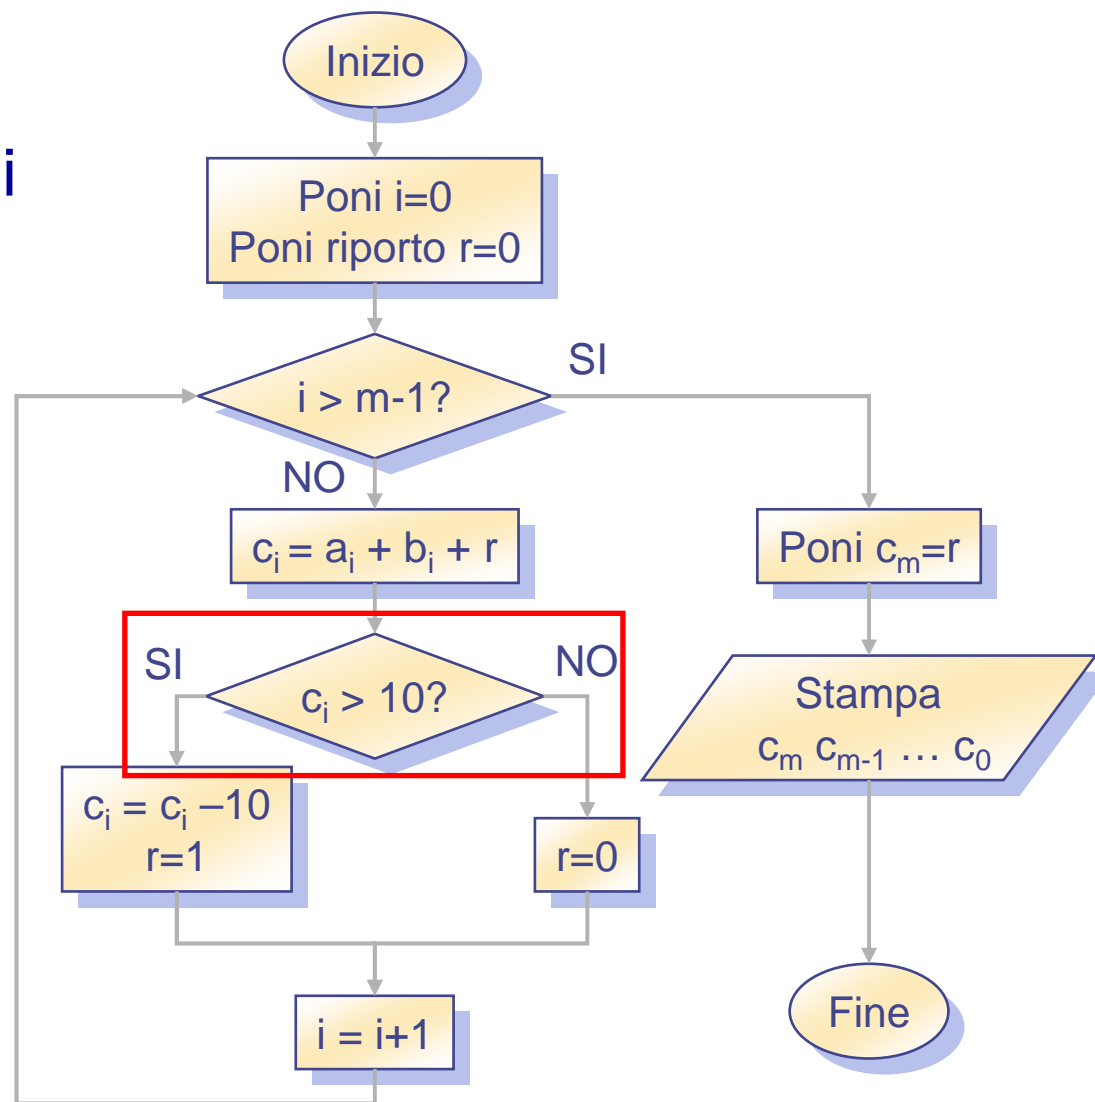 Inizio
i
Poni i=0
Poni riporto r=0
i > m-1?
SI
NO
cᵢ = aᵢ + bᵢ + r
Poni cₘ=r
SI
NO
cᵢ > 10?
Stampa
cₘ cₘ₋₁ … c₀
cᵢ = cᵢ –10
r=1
r=0
i = i+1
Fine